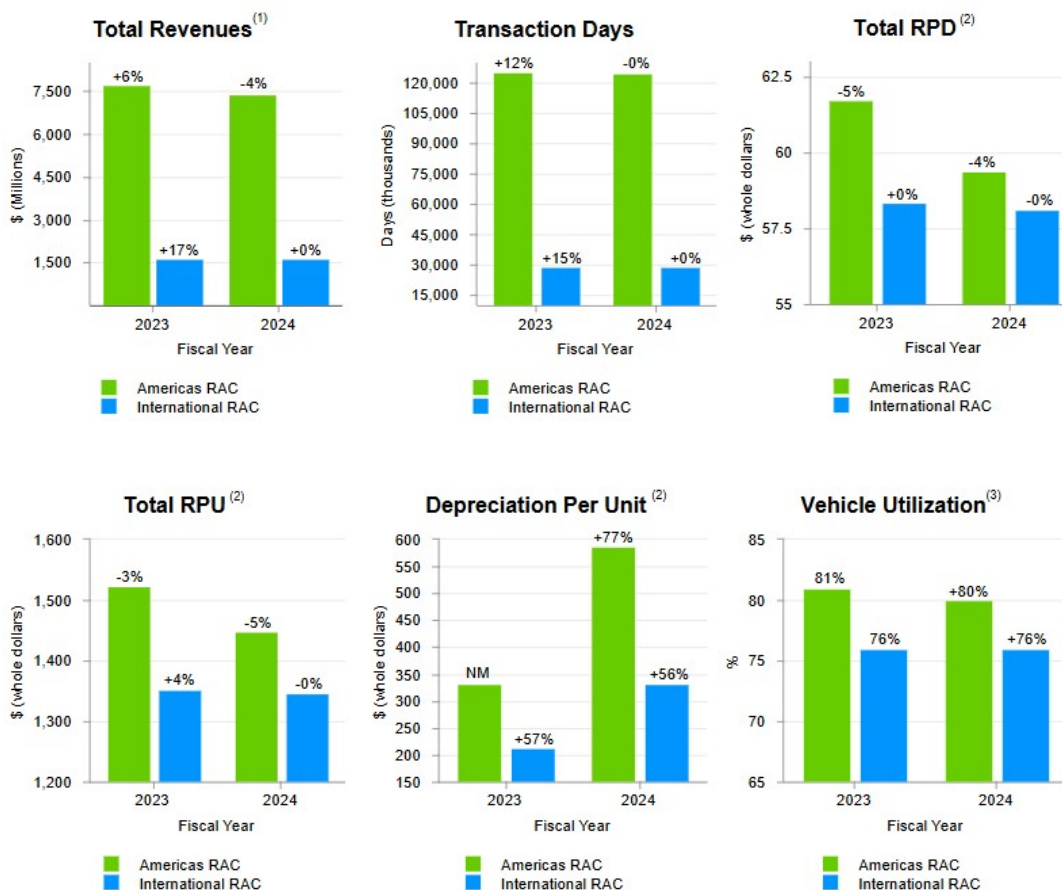 Total Revenues(1)
$ (Millions)
7,500
6,000
4,500
3,000
1,500
+6%
+17%
-4%
+0%
2023
2024
Fiscal Year
Americas RAC
International RAC
Transaction Days
Days (thousands)
120,000
105,000
90,000
75,000
60,000
45,000
30,000
15,000
+12%
+15%
-0%
+0%
2023
2024
Fiscal Year
Americas RAC
International RAC
Total RPD(2)
$ (whole dollars)
62.5
60
57.5
55
-5%
+0%
-4%
-0%
2023
2024
Fiscal Year
Americas RAC
International RAC
Total RPU (2)
$ (whole dollars)
1,600
1,500
1,400
1,300
1,200
-3%
+4%
-5%
-0%
2023
2024
Fiscal Year
Americas RAC
International RAC
Depreciation Per Unit (2)
$ (whole dollars)
600
550
500
450
400
350
300
250
200
150
NM
+57%
+77%
+56%
2023
2024
Fiscal Year
Americas RAC
International RAC
Vehicle Utilization(3)
%
85
80
75
70
65
81%
76%
+80%
+76%
2023
2024
Fiscal Year
Americas RAC
International RAC